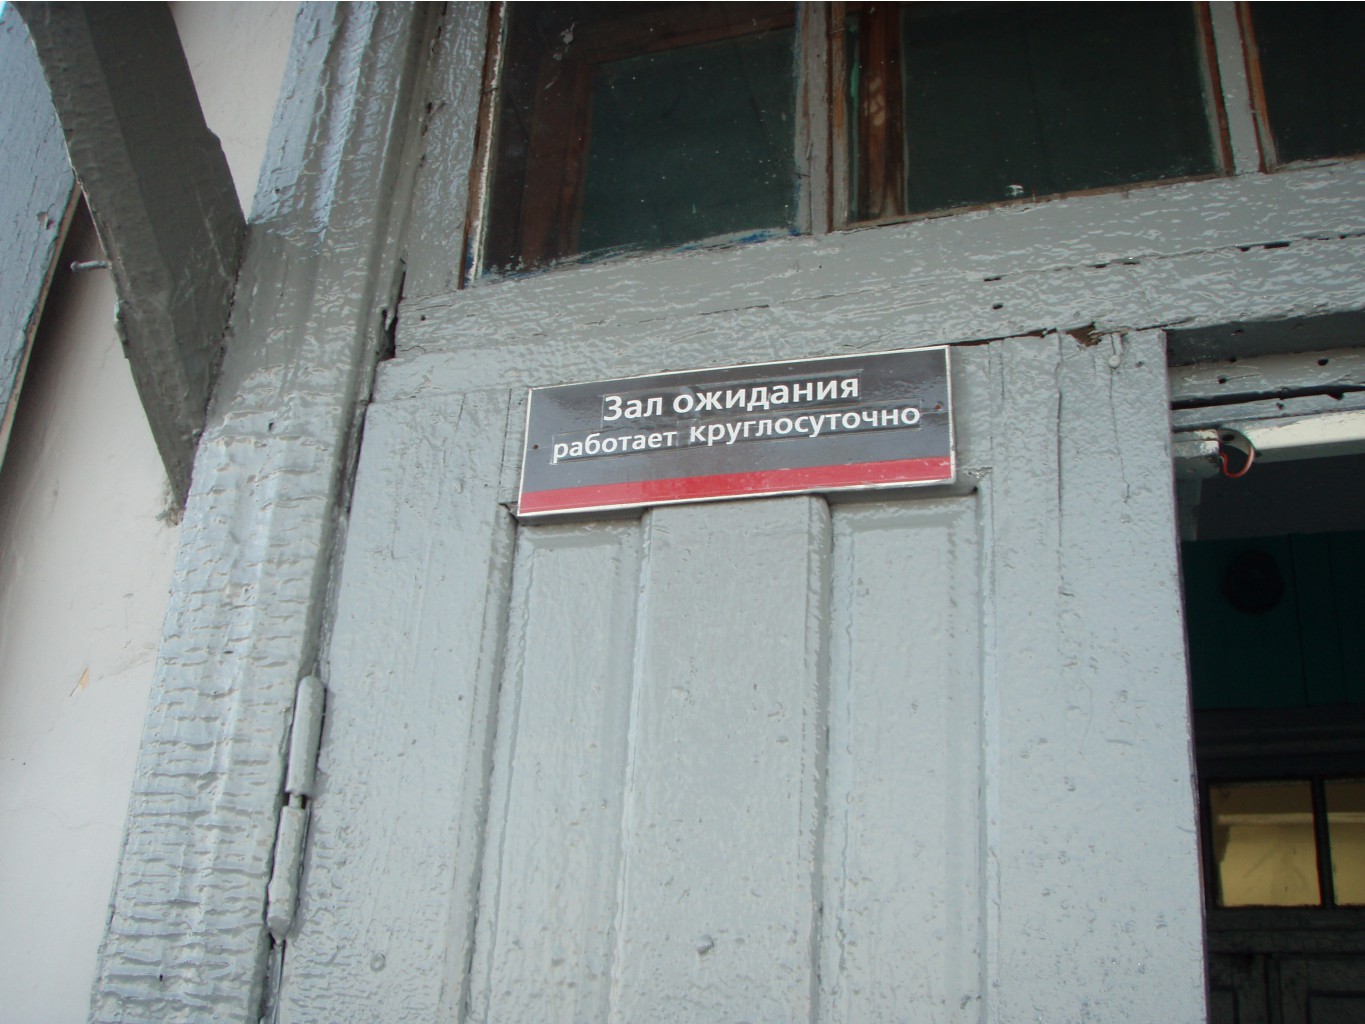 Зал ожидания
работает круглосуточно